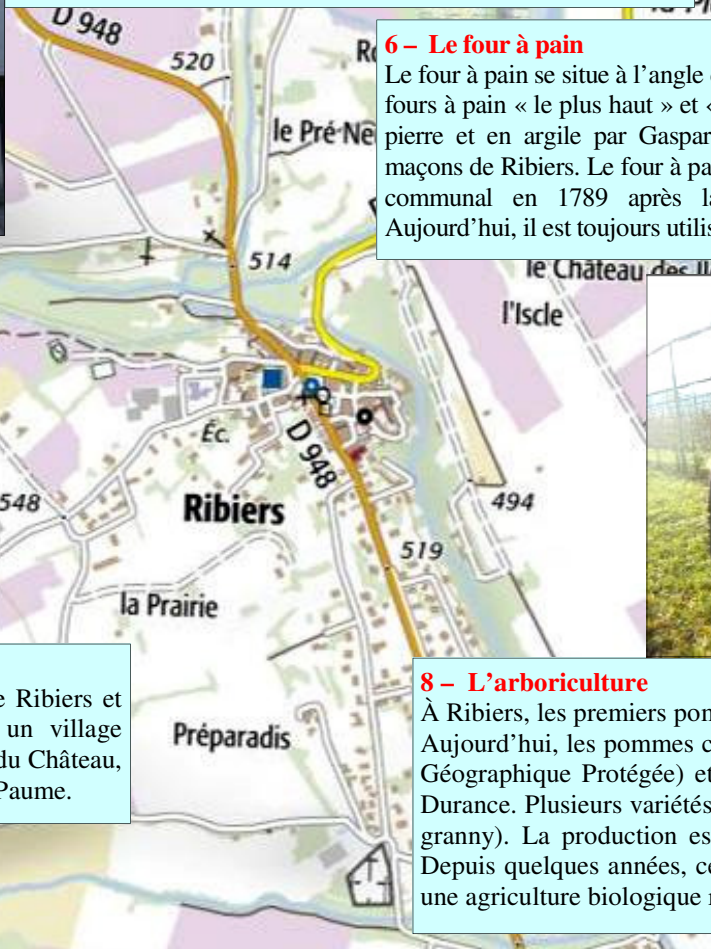 D 948
520
6 – Le four à pain
Le four à pain se situe à l’angle
fours à pain « le plus haut » et «
pierre et en argile par Gaspar
maçons de Ribiers. Le four à pa
communal en 1789 après l
Aujourd’hui, il est toujours utilis
le Pré
514
le Château des
l'Iscle
Éc.
D 948
548
Ribiers
494
519
la Prairie
e Ribiers et
un village
du Château,
Paume.
Préparadis
8 – L’arboriculture
À Ribiers, les premiers pom
Aujourd’hui, les pommes c
Géographique Protégée) et
Durance. Plusieurs variétés
granny). La production es
Depuis quelques années, ce
une agriculture biologique